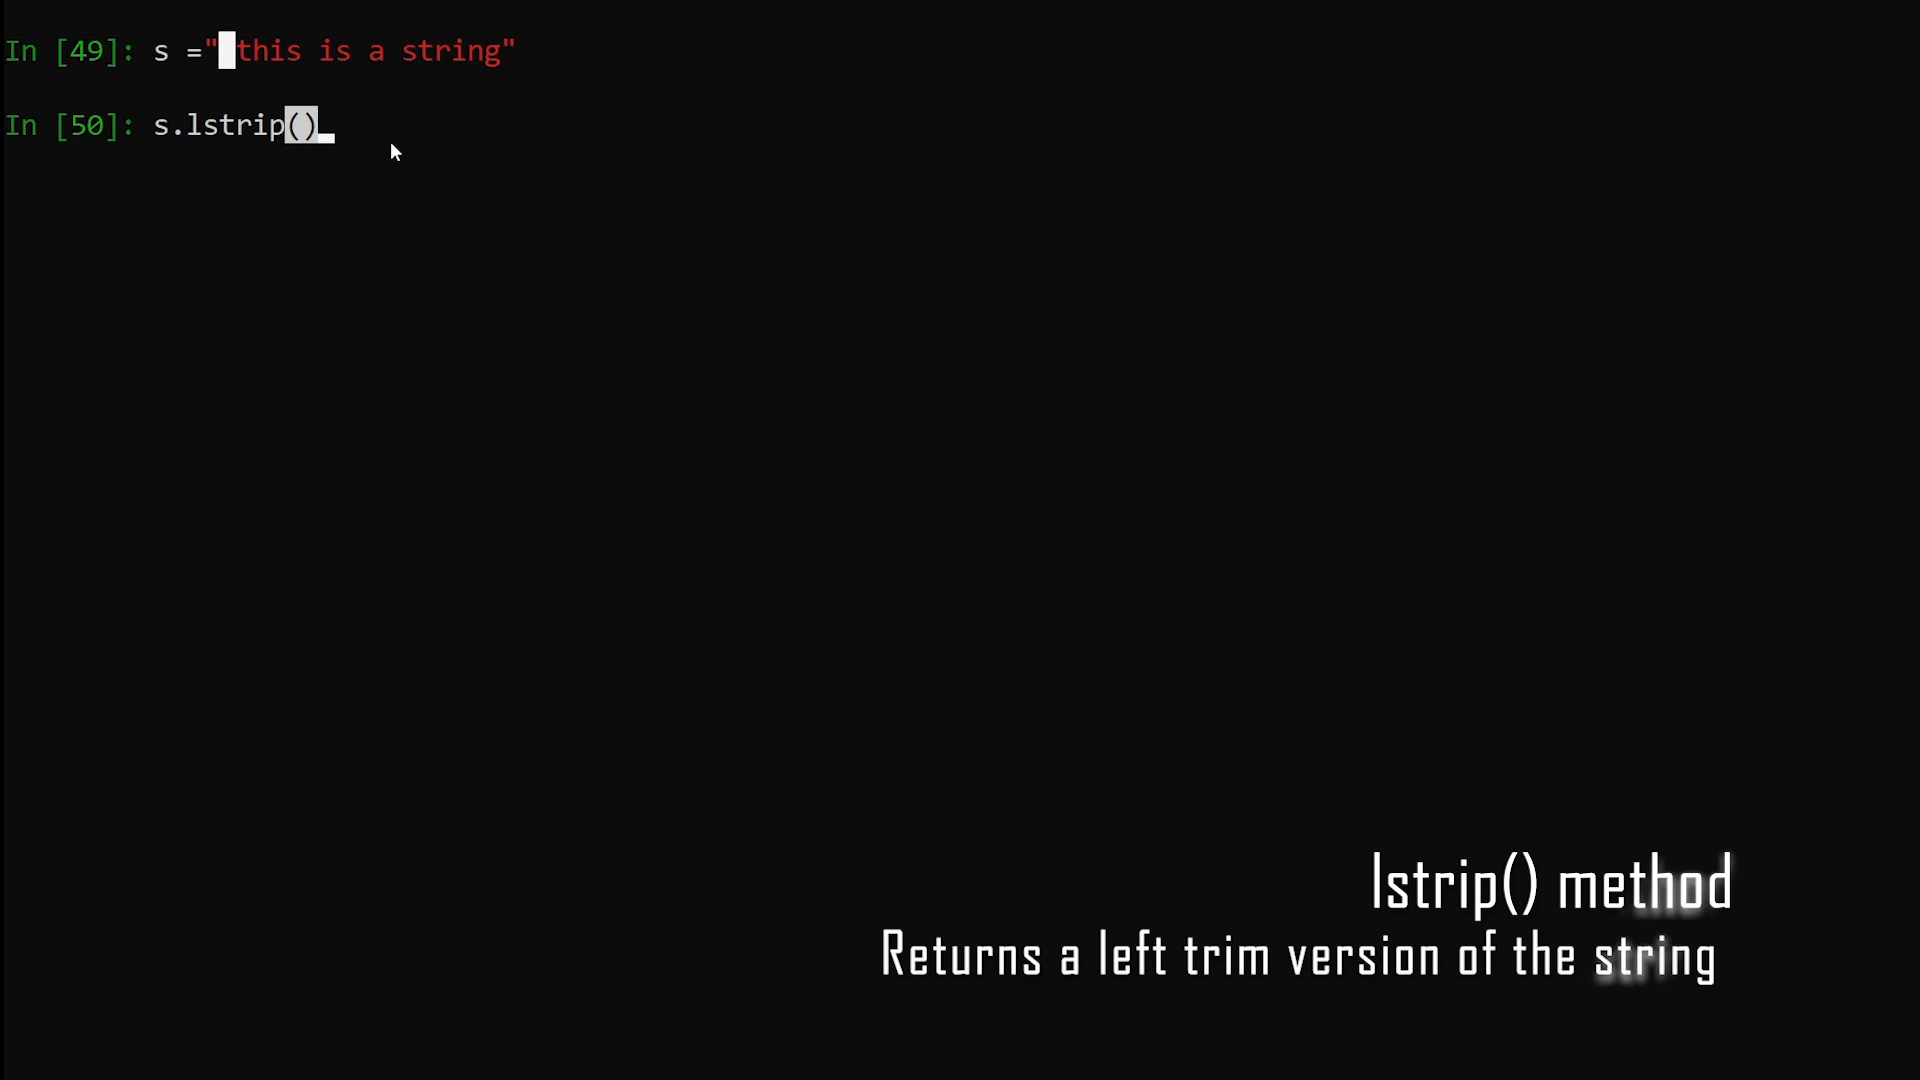 In [49]: s =" this is a string"
In [50]: s.lstrip()
lstrip() method
Returns a left trim version of the string